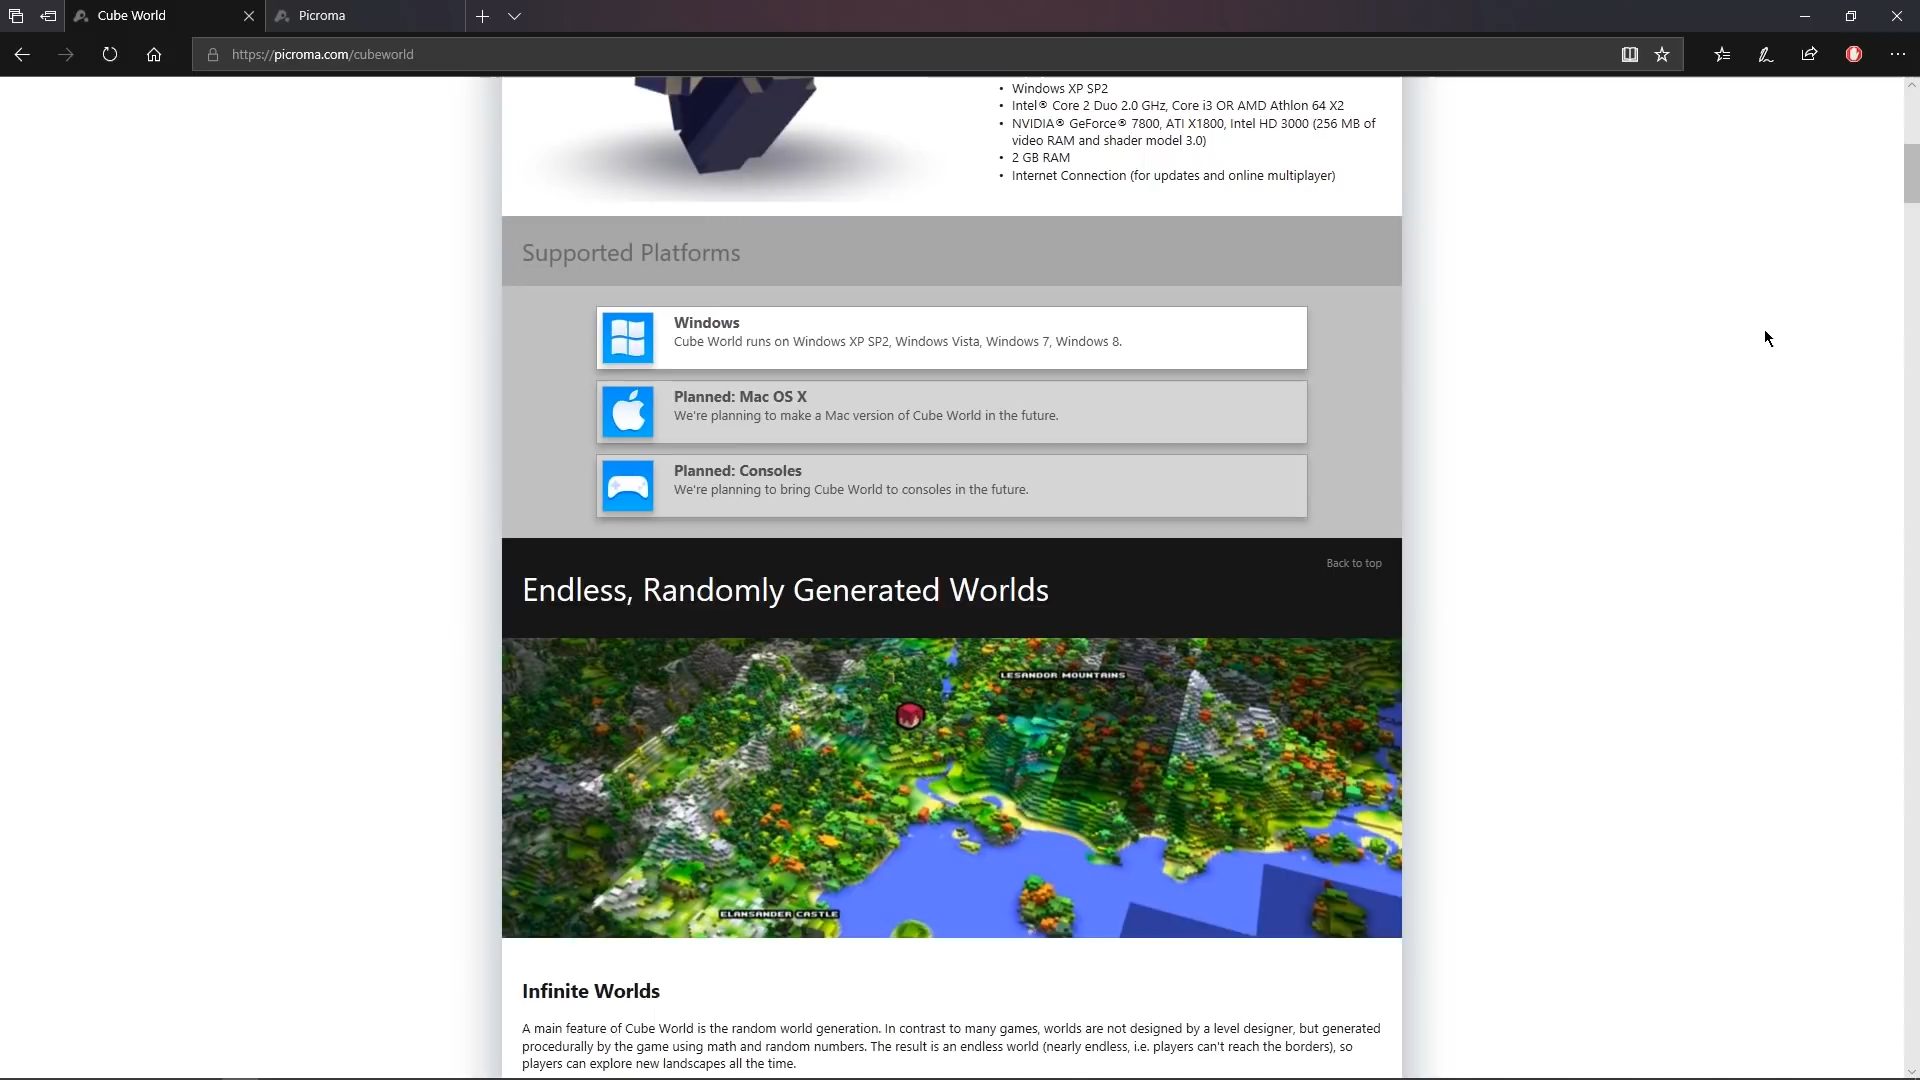 Cube World
Picroma
https://picroma.com/cubeworld
• Windows XP SP2
• Intel® Core 2 Duo 2.0 GHz, Core i3 OR AMD Athlon 64 X2
• NVIDIA® GeForce® 7800, ATI X1800, Intel HD 3000 (256 MB of
video RAM and shader model 3.0)
• 2 GB RAM
• Internet Connection (for updates and online multiplayer)
Supported Platforms
Windows
Cube World runs on Windows XP SP2, Windows Vista, Windows 7, Windows 8.
Planned: Mac OS X
We're planning to make a Mac version of Cube World in the future.
Planned: Consoles
We're planning to bring Cube World to consoles in the future.
Back to top
Endless, Randomly Generated Worlds
LESANDOR MOUNTAINS
ELANSANDER CASTLE
Infinite Worlds
A main feature of Cube World is the random world generation. In contrast to many games, worlds are not designed by a level designer, but generated
procedurally by the game using math and random numbers. The result is an endless world (nearly endless, i.e. players can't reach the borders), so
players can explore new landscapes all the time.